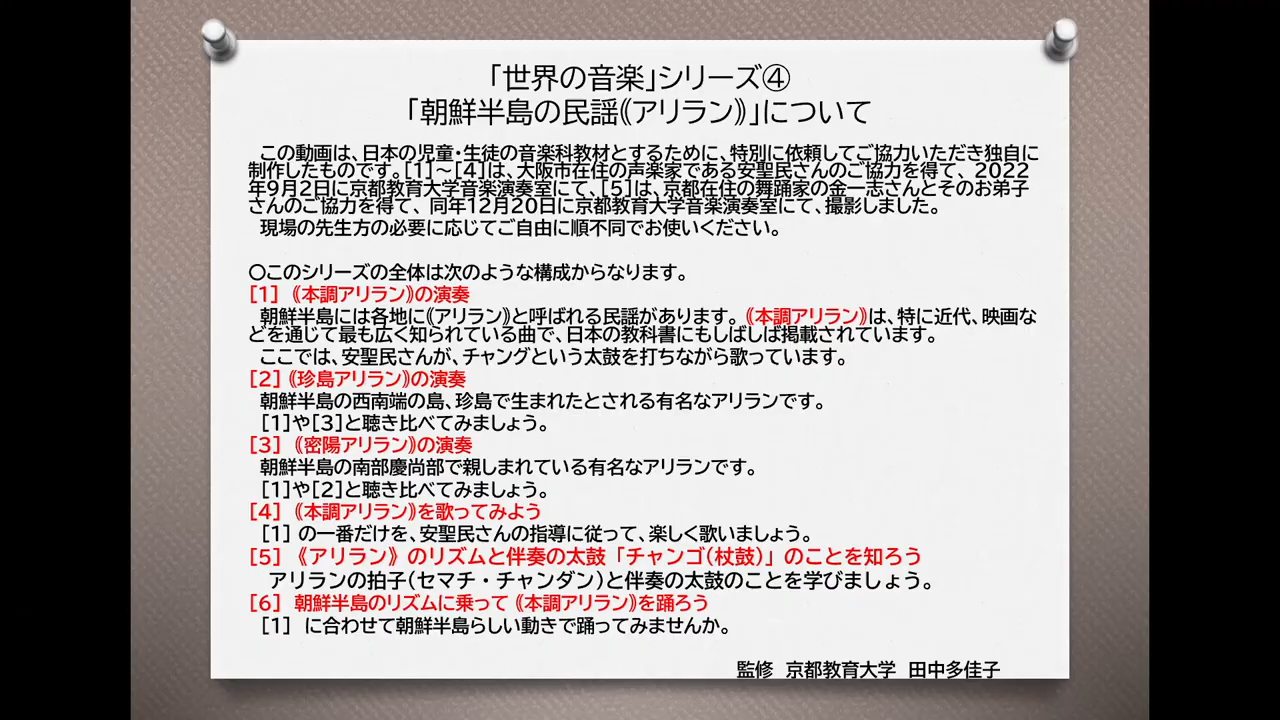 「世界の音楽」シリーズ④
「朝鮮半島の民謡《アリラン》」について
この動画は、日本の児童・生徒の音楽科教材とするために、特別に依頼してご協力いただき独自に
制作したものです。[1]～[4]は、大阪市在住の声楽家である安聖民さんのご協力を得て、2022
年9月2日に京都教育大学音楽演奏室にて、[5]は、京都在住の舞踊家の金一志さんとそのお弟子
さんのご協力を得て、同年12月20日に京都教育大学音楽演奏室にて、撮影しました。
現場の先生方の必要に応じてご自由に順不同でお使いください。
〇このシリーズの全体は次のような構成からなります。
[1] 《本調アリラン》の演奏
朝鮮半島には各地に《アリラン》と呼ばれる民謡があります。《本調アリラン》は、特に近代、映画な
どを通じて最も広く知られている曲で、日本の教科書にもしばしば掲載されています。
ここでは、安聖民さんが、チャングという太鼓を打ちながら歌っています。
[2] 《珍島アリラン》の演奏
朝鮮半島の西南端の島、珍島で生まれたとされる有名なアリランです。
[1]や[3]と聴き比べてみましょう。
[3] 《密陽アリラン》の演奏
朝鮮半島の南部慶尚部で親しまれている有名なアリランです。
[1]や[2]と聴き比べてみましょう。
[4] 《本調アリラン》を歌ってみよう
[1] の一番だけを、安聖民さんの指導に従って、楽しく歌いましょう。
[5] 《アリラン》 のリズムと伴奏の太鼓「チャンゴ（杖鼓）」のことを知ろう
アリランの拍子（セマチ・チャンダン）と伴奏の太鼓のことを学びましょう。
[6] 朝鮮半島のリズムに乗って《本調アリラン》を踊ろう
[1] に合わせて朝鮮半島らしい動きで踊ってみませんか。
監修 京都教育大学 田中多佳子